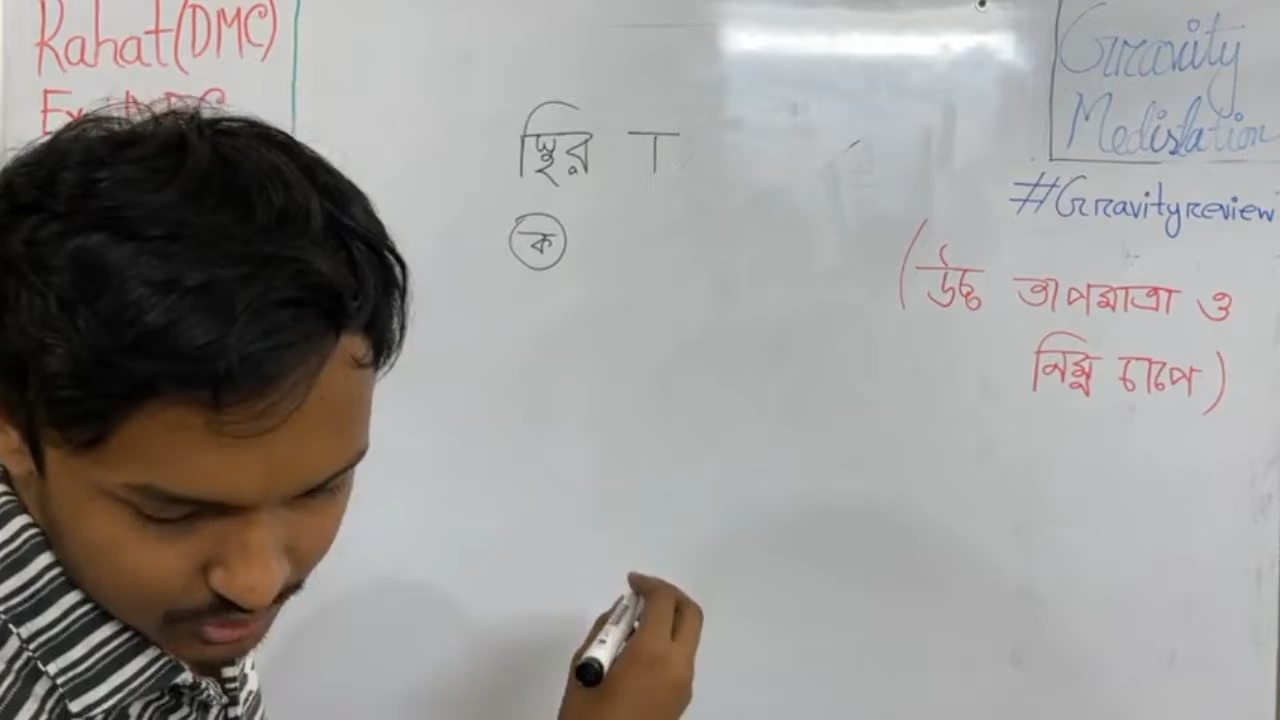 Rahat(DMC)
Gravity
Medislation
#Gravityreview
স্থির T
ক
(উচ্চ তাপমাত্রা ও
নিম্ন চাপে)